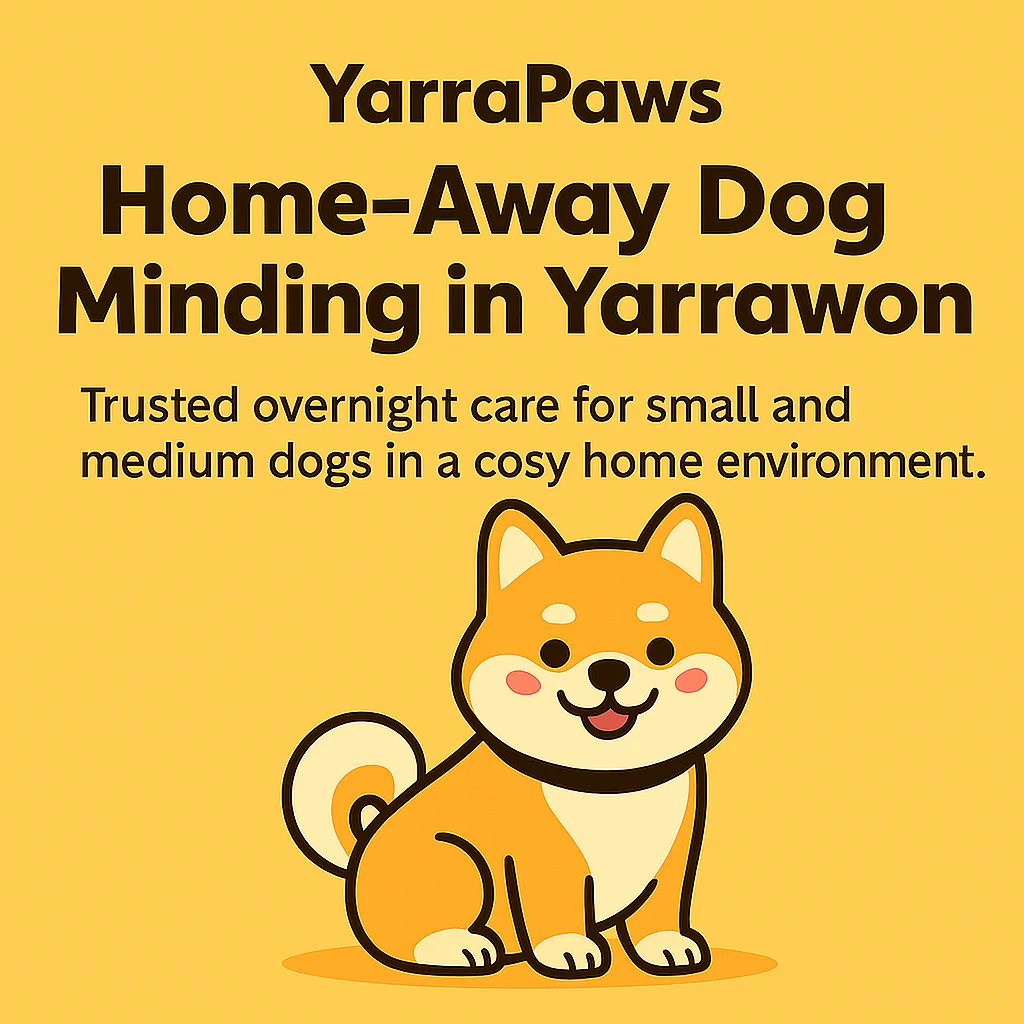 YarraPaws
Home-Away Dog
Minding in Yarrawon
Trusted overnight care for small and
medium dogs in a cosy home environment.